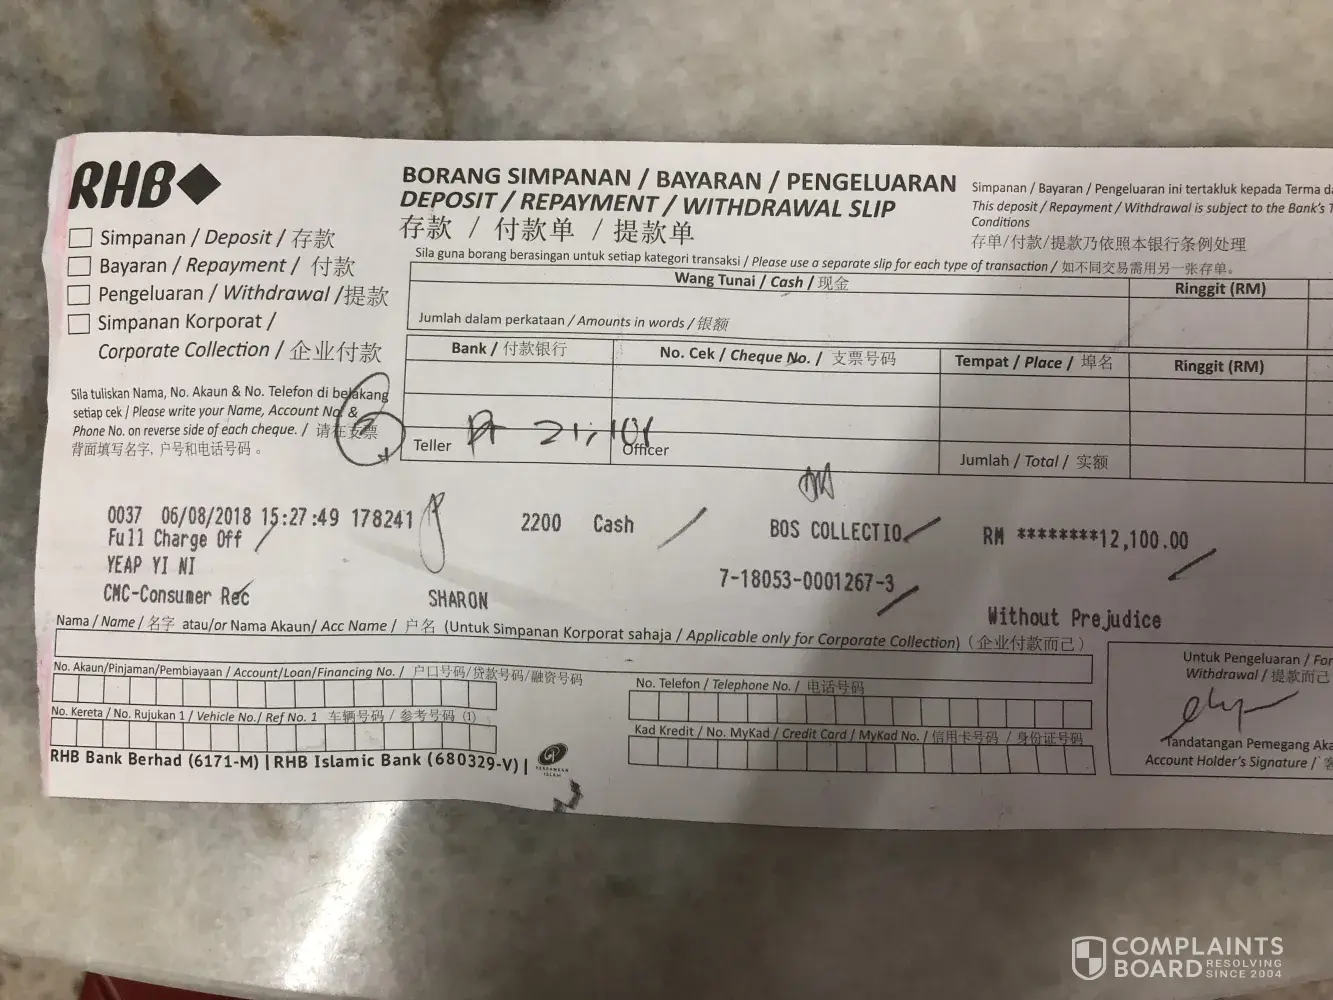 RHB
BORANG SIMPANAN / BAYARAN / PENGELUARAN
DEPOSIT / REPAYMENT / WITHDRAWAL SLIP
存款 / 付款单 / 提款单
Simpanan / Bayaran / Pengeluaran ini tertakluk kepada Terma da
This deposit / Repayment / Withdrawal is subject to the Bank's T
Conditions
存单/付款/提款乃依照本银行条例处理
Simpanan / Deposit / 存款
Bayaran / Repayment / 付款
Pengeluaran / Withdrawal /提款
Simpanan Korporat /
Corporate Collection / 企业付款
Sila guna borang berasingan untuk setiap kategori transaksi / Please use a separate slip for each type of transaction / 如不同交易需用另一张存单。
Wang Tunai / Cash / 现金
Ringgit (RM)
Jumlah dalam perkataan / Amounts in words / 银额
Bank / 付款银行
No. Cek / Cheque No. / 支票号码
Tempat / Place / 埠名
Ringgit (RM)
Sila tuliskan Nama, No. Akaun & No. Telefon di belakang
setiap cek / Please write your Name, Account No. &
Phone No. on reverse side of each cheque. / 请在支票
背面填写名字, 户号和电话号码 。
Teller
Officer
Jumlah / Total / 实额
0037 06/08/2018 15:27:49 178241
2200 Cash
BOS COLLECTIO
RM ********12,100.00
Full Charge Off
YEAP YI NI
7-18053-0001267-3
CMC-Consumer Rec
SHARON
Without Prejudice
Nama / Name / 名字 atau/or Nama Akaun/ Acc Name / 户名 (Untuk Simpanan Korporat sahaja / Applicable only for Corporate Collection) (企业付款而已)
No. Akaun/Pinjaman/Pembiayaan / Account/Loan/Financing No. / 户口号码/贷款号码/融资号码
No. Telefon / Telephone No. / 电话号码
No. Kereta / No. Rujukan 1 / Vehicle No./ Ref No. 1 车辆号码 / 参考号码 (1)
Kad Kredit / No. MyKad / Credit Card / MyKad No. / 信用卡号码 / 身份证号码
Untuk Pengeluaran / For
Withdrawal / 提款而已
Tandatangan Pemegang Aka
Account Holder's Signature / 客
RHB Bank Berhad (6171-M) | RHB Islamic Bank (680329-V) |
COMPLAINTS
BOARD RESOLVING SINCE 2004